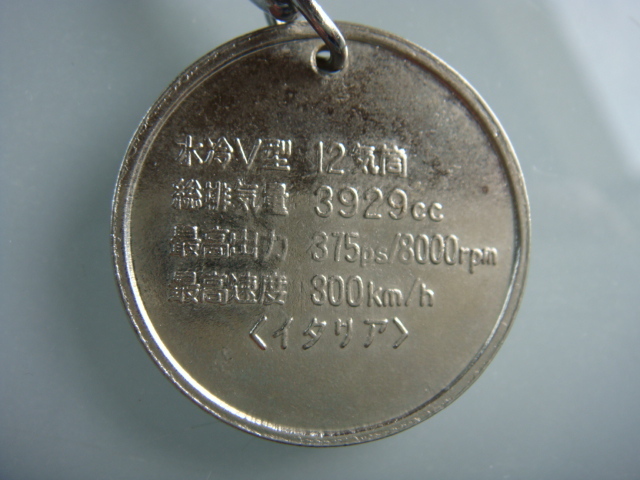 水冷V型 12気筒
総排気量 3929cc
最高出力 375ps/8000rpm
最高速度 300km/h
〈イタリア〉